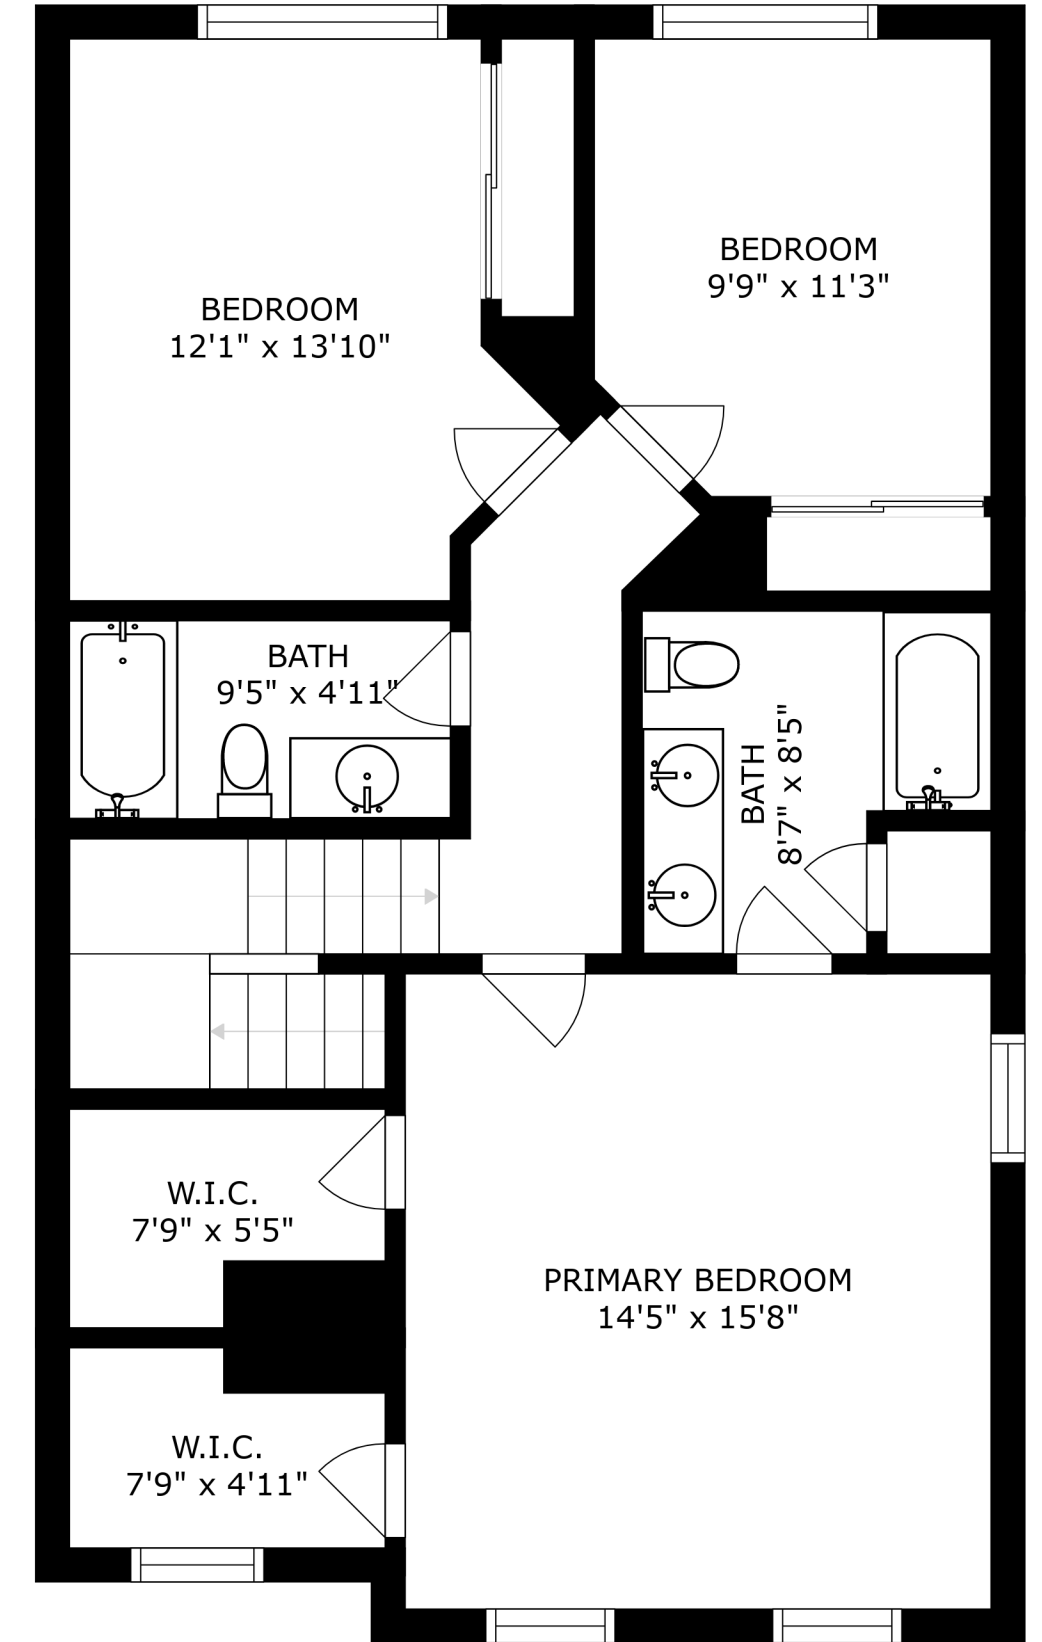 BEDROOM
9'9" x 11'3"
BEDROOM
12'1" x 13'10"
BATH
9'5" x 4'11"
BATH
8'7" x 8'5"
W.I.C.
7'9" x 5'5"
PRIMARY BEDROOM
14'5" x 15'8"
W.I.C.
7'9" x 4'11"